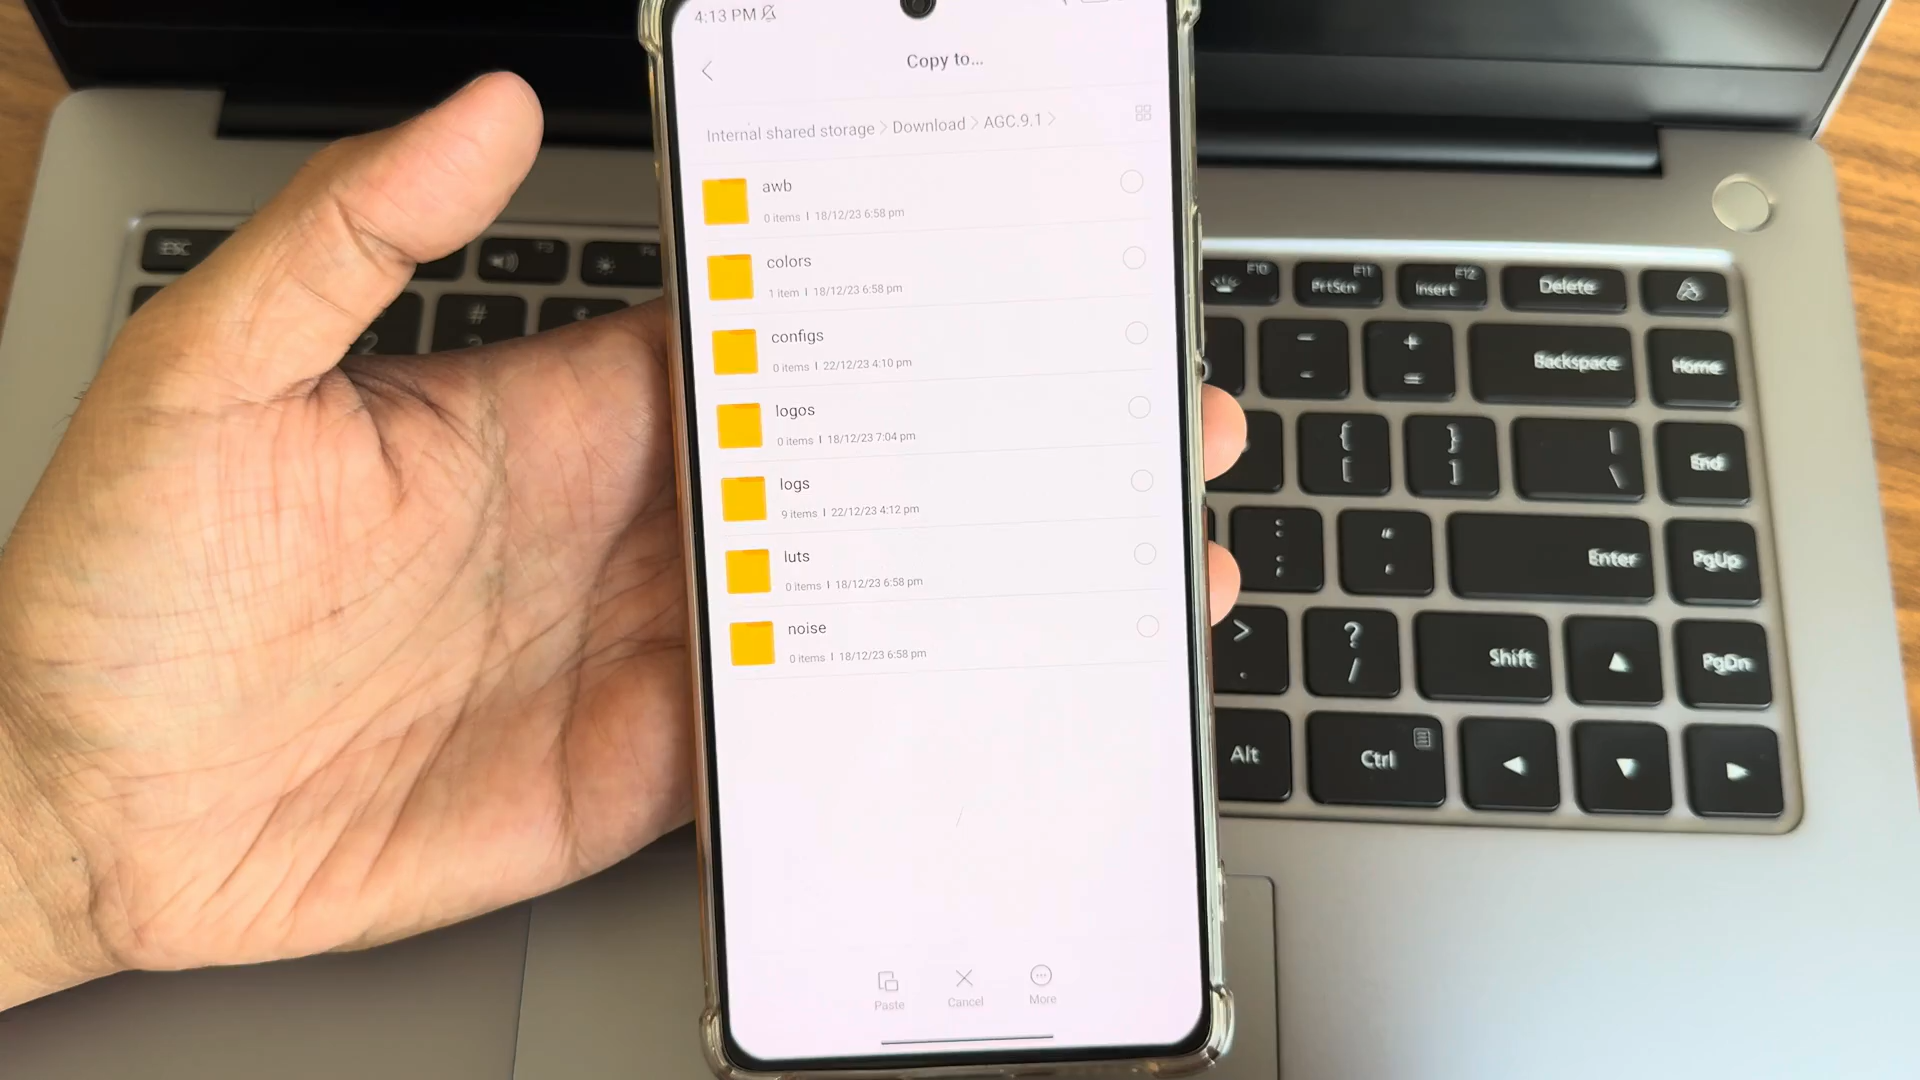 4:13 PM
Copy to...
Internal shared storage > Download > AGC.9.1 >
awb
0 items | 18/12/23 6:58 pm
colors
1 item | 18/12/23 6:58 pm
configs
0 items | 22/12/23 4:10 pm
logos
0 items | 18/12/23 7:04 pm
logs
9 items | 22/12/23 4:12 pm
luts
0 items | 18/12/23 6:58 pm
noise
0 items | 18/12/23 6:58 pm
Paste
Cancel
More
ESC
F3
F10
F11
PrtScn
F12
Insert
Delete
#
2
-
+
=
Backspace
Home
{
[
}
]
|
\
End
:
;
"
'
Enter
PgUp
>
.
?
/
Shift
PgDn
Alt
Ctrl